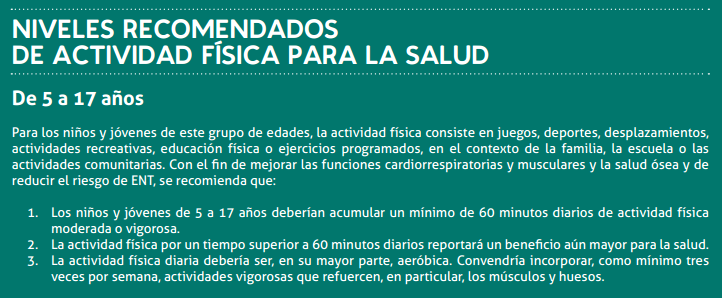 NIVELES RECOMENDADOS
DE ACTIVIDAD FÍSICA PARA LA SALUD
De 5 a 17 años
Para los niños y jóvenes de este grupo de edades, la actividad física consiste en juegos, deportes, desplazamientos,
actividades recreativas, educación física o ejercicios programados, en el contexto de la familia, la escuela o las
actividades comunitarias. Con el fin de mejorar las funciones cardiorrespiratorias y musculares y la salud ósea y de
reducir el riesgo de ENT, se recomienda que:
1. Los niños y jóvenes de 5 a 17 años deberían acumular un mínimo de 60 minutos diarios de actividad física
moderada o vigorosa.
2. La actividad física por un tiempo superior a 60 minutos diarios reportará un beneficio aún mayor para la salud.
3. La actividad física diaria debería ser, en su mayor parte, aeróbica. Convendría incorporar, como mínimo tres
veces por semana, actividades vigorosas que refuercen, en particular, los músculos y huesos.